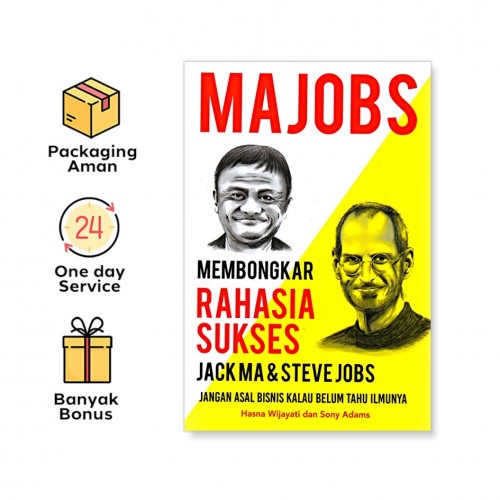 Packaging
Aman
24
One day
Service
Banyak
Bonus
MAJOBS
MEMBONGKAR
RAHASIA
SUKSES
JACK MA & STEVE JOBS
JANGAN ASAL BISNIS KALAU BELUM TAHU ILMUNYA
Hasna Wijayati dan Sony Adams